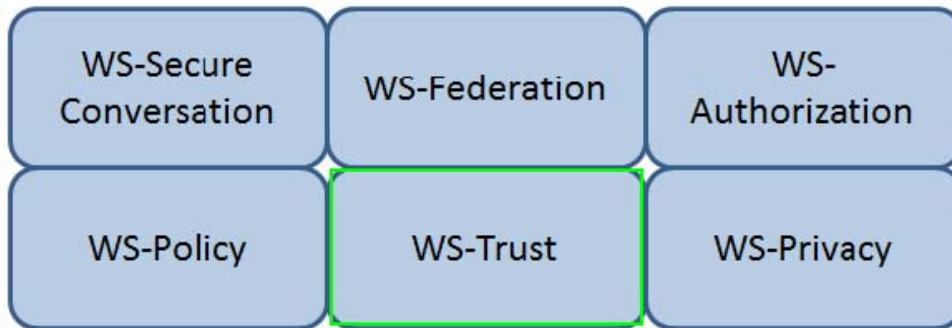 WS-Secure
Conversation
WS-Federation
WS-
Authorization
WS-Policy
WS-Trust
WS-Privacy